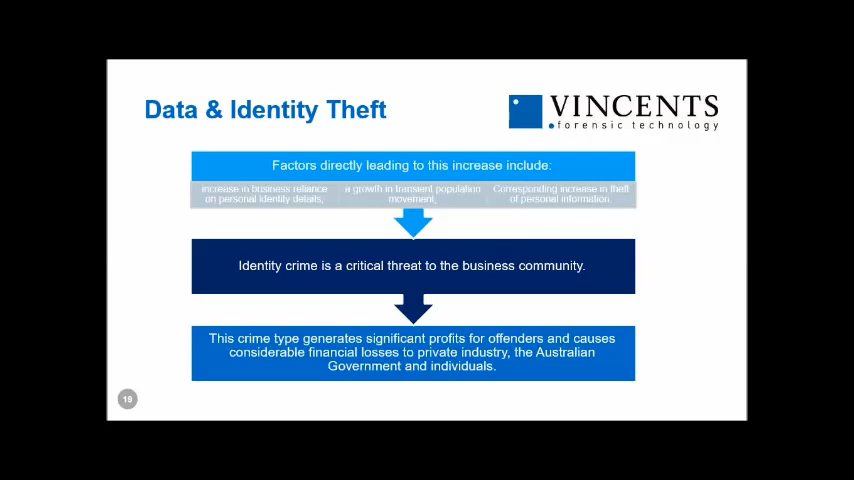 Data & Identity Theft
VINCENTS
forensic technology
Factors directly leading to this increase include:
increase in business reliance
on personal identity details;
a growth in transient population
movement;
Corresponding increase in theft
of personal information.
Identity crime is a critical threat to the business community.
This crime type generates significant profits for offenders and causes
considerable financial losses to private industry, the Australian
Government and individuals.
19